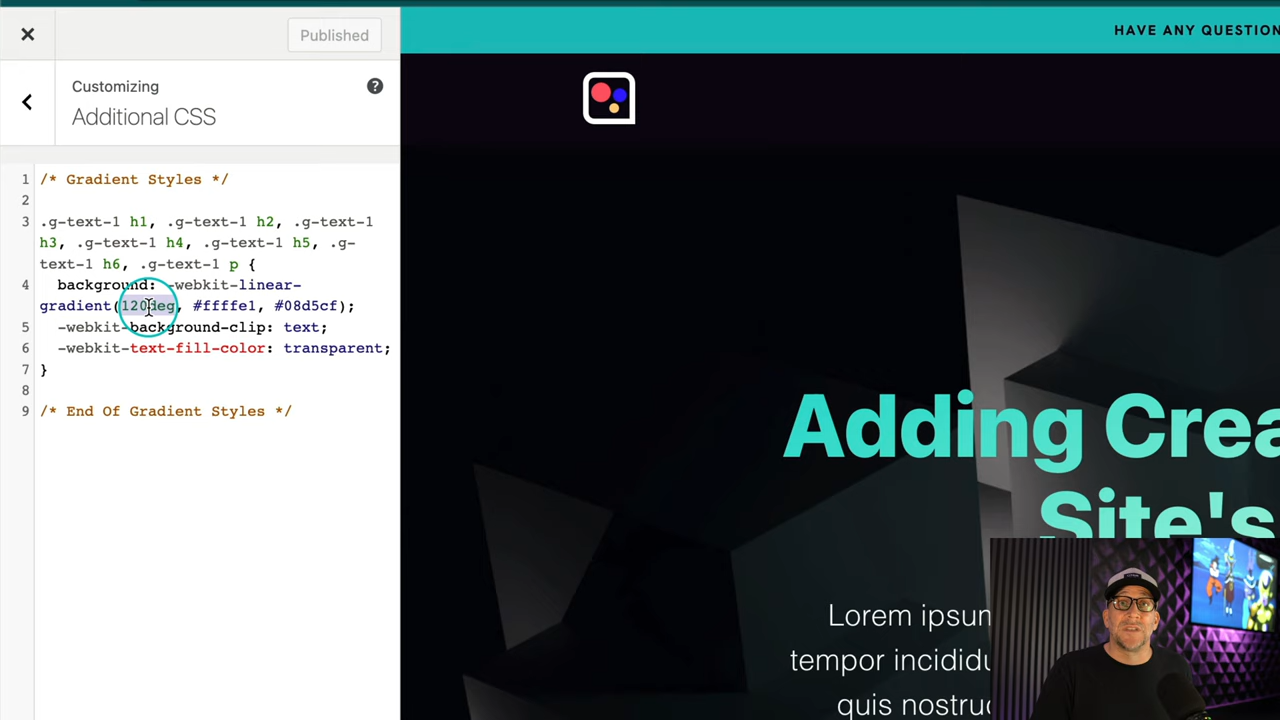 Published
HAVE ANY QUESTION
Customizing
Additional CSS
1 /* Gradient Styles */
2
3 .g-text-1 h1, .g-text-1 h2, .g-text-1
h3, .g-text-1 h4, .g-text-1 h5, .g-
text-1 h6, .g-text-1 p {
4 background: -webkit-linear-
gradient(120deg, #ffffe1, #08d5cf);
5 -webkit-background-clip: text;
6 -webkit-text-fill-color: transparent;
7 }
8
9 /* End Of Gradient Styles */
Adding Crea
Site's
Lorem ipsum
tempor incididu
quis nostruc